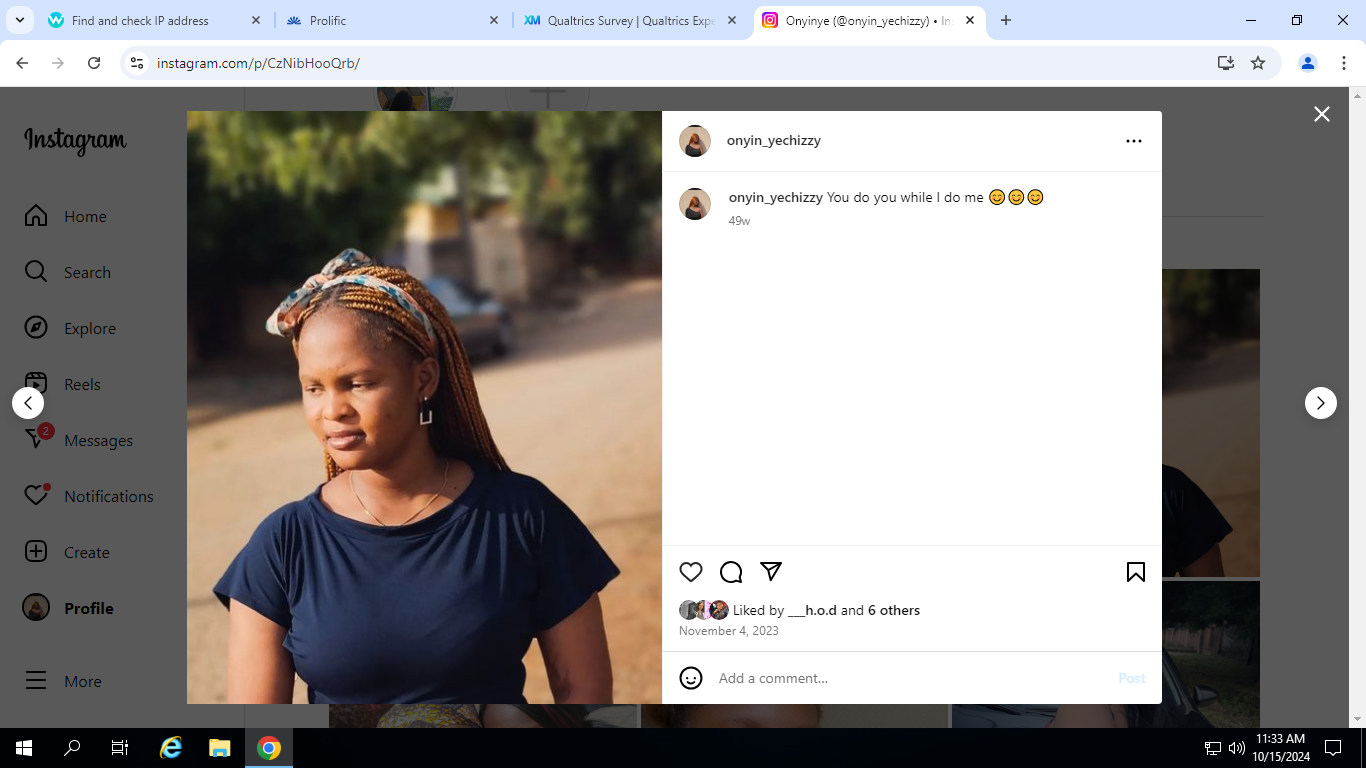 Find and check IP address
Prolific
Qualtrics Survey | Qualtrics Expe
Onyinye (@onyin_yechizzy) • In
instagram.com/p/CzNibHooQrb/
Instagram
Home
Search
Explore
Reels
2
Messages
Notifications
Create
Profile
More
onyin_yechizzy
onyin_yechizzy You do you while I do me 😊😊😊
49w
Liked by ___h.o.d and 6 others
November 4, 2023
Add a comment...
Post
11:33 AM
10/15/2024